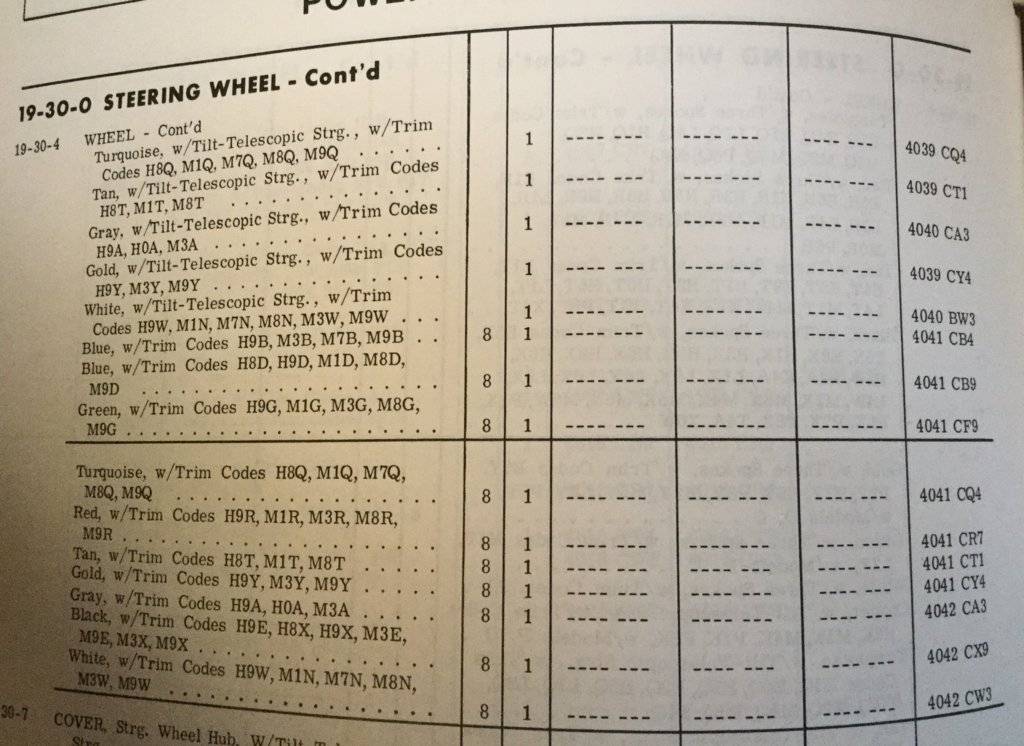 POWER
19-30-0 STEERING WHEEL - Cont'd
19-30-4 WHEEL - Cont'd
Turquoise, w/Tilt-Telescopic Strg., w/Trim
Codes H8Q, M1Q, M7Q, M8Q, M9Q . . . . . . 1 ---- --- ---- --- ---- --- 4039 CQ4
Tan, w/Tilt-Telescopic Strg., w/Trim Codes
H8T, M1T, M8T . . . . . . . . . . . . . . . 1 ---- --- ---- --- ---- --- 4039 CT1
Gray, w/Tilt-Telescopic Strg., w/Trim Codes
H9A, H0A, M3A . . . . . . . . . . . . . . . . 1 ---- --- ---- --- ---- --- 4040 CA3
Gold, w/Tilt-Telescopic Strg., w/Trim Codes
H9Y, M3Y, M9Y . . . . . . . . . . . . . . . . 1 ---- --- ---- --- ---- --- 4039 CY4
White, w/Tilt-Telescopic Strg., w/Trim
Codes H9W, M1N, M7N, M8N, M3W, M9W . . . 1 ---- --- ---- --- ---- --- 4040 BW3
Blue, w/Trim Codes H9B, M3B, M7B, M9B . . 8 1 ---- --- ---- --- ---- --- 4041 CB4
Blue, w/Trim Codes H8D, H9D, M1D, M8D,
M9D . . . . . . . . . . . . . . . . . . . . . . 8 1 ---- --- ---- --- ---- --- 4041 CB9
Green, w/Trim Codes H9G, M1G, M3G, M8G,
M9G . . . . . . . . . . . . . . . . . . . . . . . 8 1 ---- --- ---- --- ---- --- 4041 CF9
Turquoise, w/Trim Codes H8Q, M1Q, M7Q,
M8Q, M9Q . . . . . . . . . . . . . . . . . . . 8 1 ---- --- ---- --- ---- --- 4041 CQ4
Red, w/Trim Codes H9R, M1R, M3R, M8R,
M9R . . . . . . . . . . . . . . . . . . . . . . . 8 1 ---- --- ---- --- ---- --- 4041 CR7
Tan, w/Trim Codes H8T, M1T, M8T . . . . . 8 1 ---- --- ---- --- ---- --- 4041 CT1
Gold, w/Trim Codes H9Y, M3Y, M9Y . . . . . 8 1 ---- --- ---- --- ---- --- 4041 CY4
Gray, w/Trim Codes H9A, H0A, M3A . . . . . 8 1 ---- --- ---- --- ---- --- 4042 CA3
Black, w/Trim Codes H9E, H8X, H9X, M3E,
M9E, M3X, M9X . . . . . . . . . . . . . . . . 8 1 ---- --- ---- --- ---- --- 4042 CX9
White, w/Trim Codes H9W, M1N, M7N, M8N,
M3W, M9W . . . . . . . . . . . . . . . . . . . 8 1 ---- --- ---- --- ---- --- 4042 CW3
30-7 COVER, Strg. Wheel Hub, W/Tilt
Strg